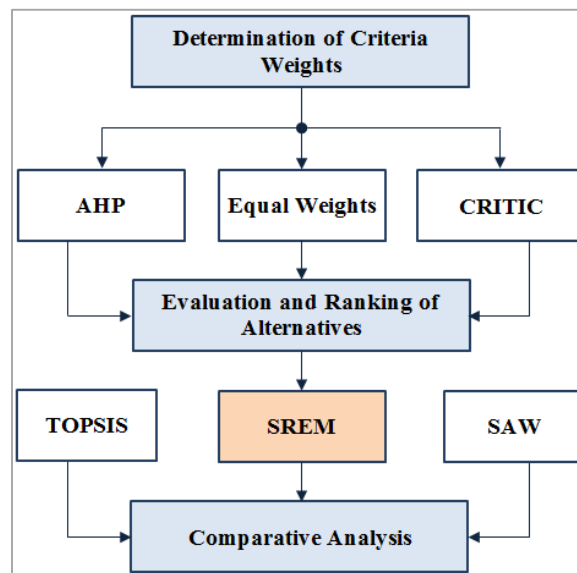 Determination of Criteria
Weights
AHP
Equal Weights
CRITIC
Evaluation and Ranking of
Alternatives
TOPSIS
SREM
SAW
Comparative Analysis